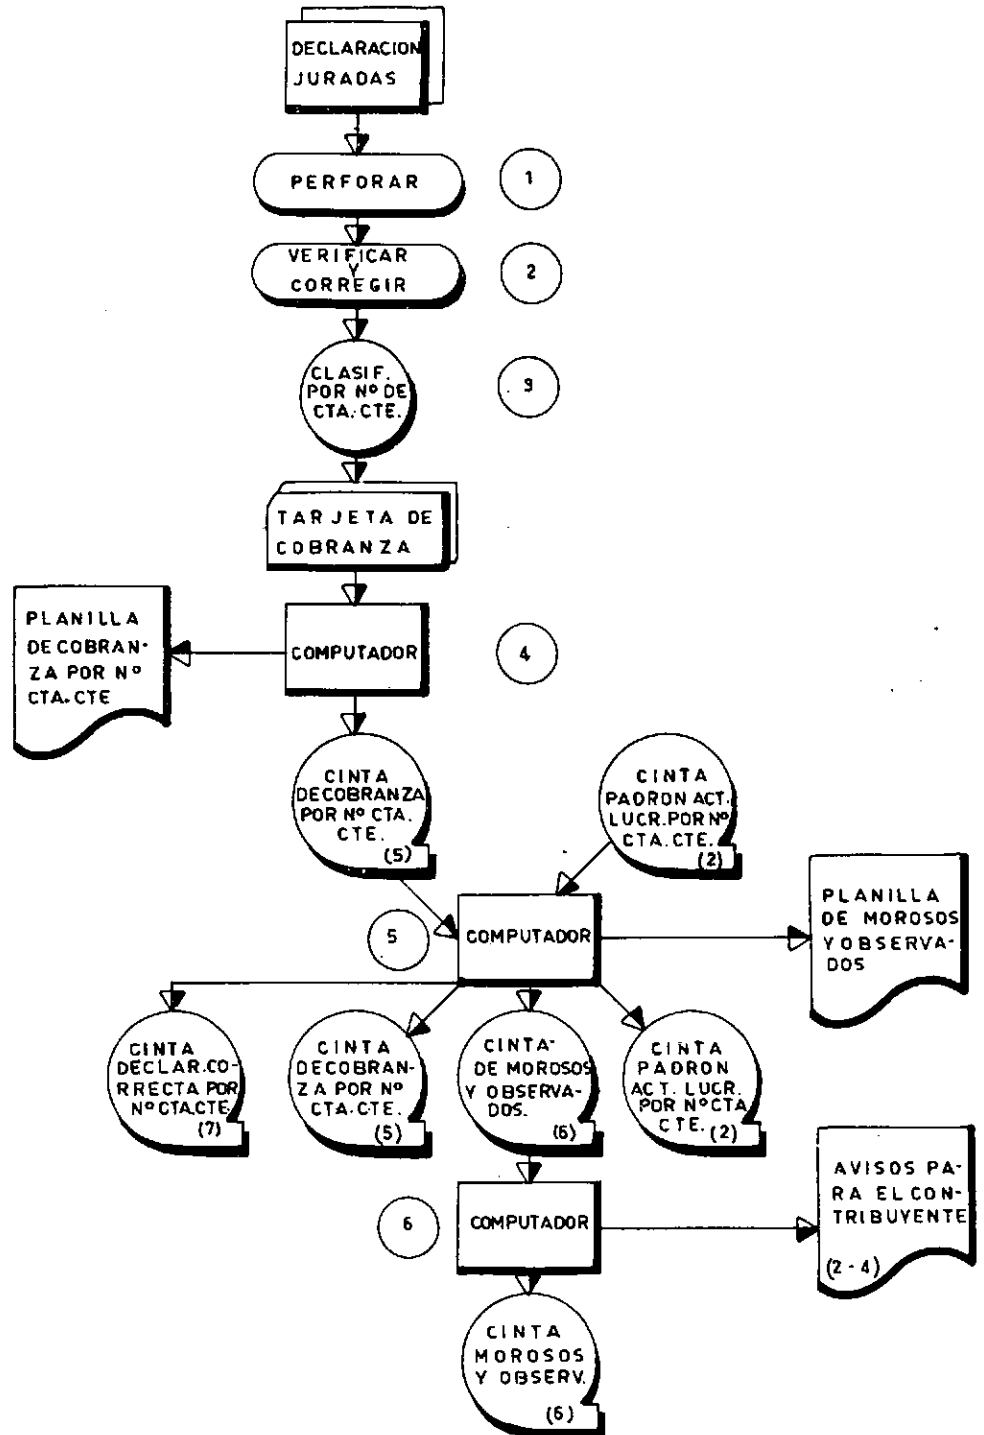 DECLARACION
JURADAS
PERFORAR
1
VERIFICAR
Y
CORREGIR
2
CLASIF.
POR Nº DE
CTA. CTE.
3
TARJETA DE
COBRANZA
PLANILLA
DE COBRAN-
ZA POR Nº
CTA. CTE
COMPUTADOR
4
CINTA
DE COBRANZA
POR Nº CTA.
CTE.
(5)
CINTA
PADRON ACT.
LUCR. POR Nº
CTA. CTE.
(2)
5
COMPUTADOR
PLANILLA
DE MOROSOS
Y OBSERVA-
DOS
CINTA
DECLAR. CO-
RRECTA POR
Nº CTA.CTE
(7)
CINTA
DE COBRAN-
ZA POR Nº
CTA. CTE.
(5)
CINTA-
DE MOROSOS
Y OBSERVA-
DOS.
(6)
CINTA
PADRON
ACT. LUCR.
POR Nº CTA
CTE. (2)
6
COMPUTADOR
AVISOS PA-
RA EL CON-
TRIBUYENTE
(2-4)
CINTA
MOROSOS
Y OBSERV.
(6)